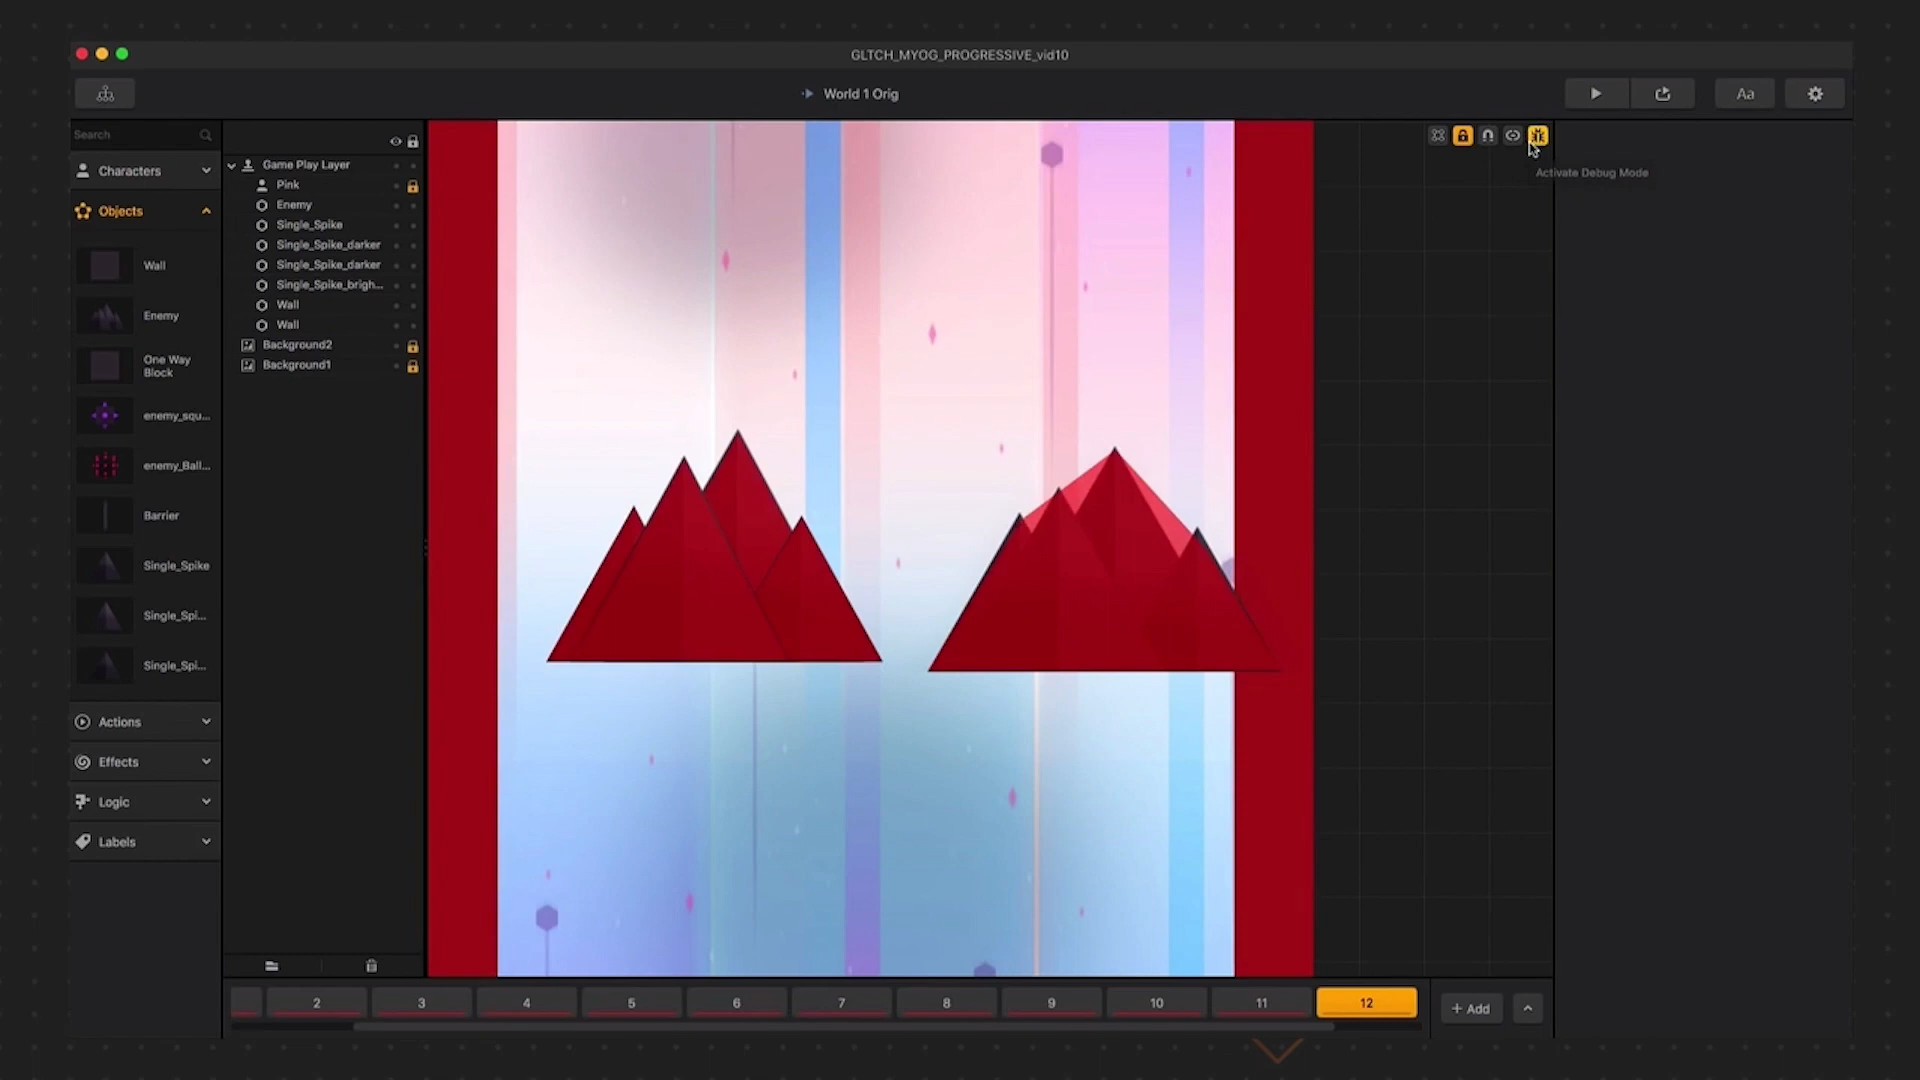 GLTCH_MYOG_PROGRESSIVE_vid10
World 1 Orig
Aa
Search
Characters
Objects
Wall
Enemy
One Way
Block
enemy_squ...
enemy_Ball...
Barrier
Single_Spike
Single_Spi...
Single_Spi...
Actions
Effects
Logic
Labels
Game Play Layer
Pink
Enemy
Single_Spike
Single_Spike_darker
Single_Spike_darker
Single_Spike_brigh...
Wall
Wall
Background2
Background1
Activate Debug Mode
2 3 4 5 6 7 8 9 10 11 12
+ Add